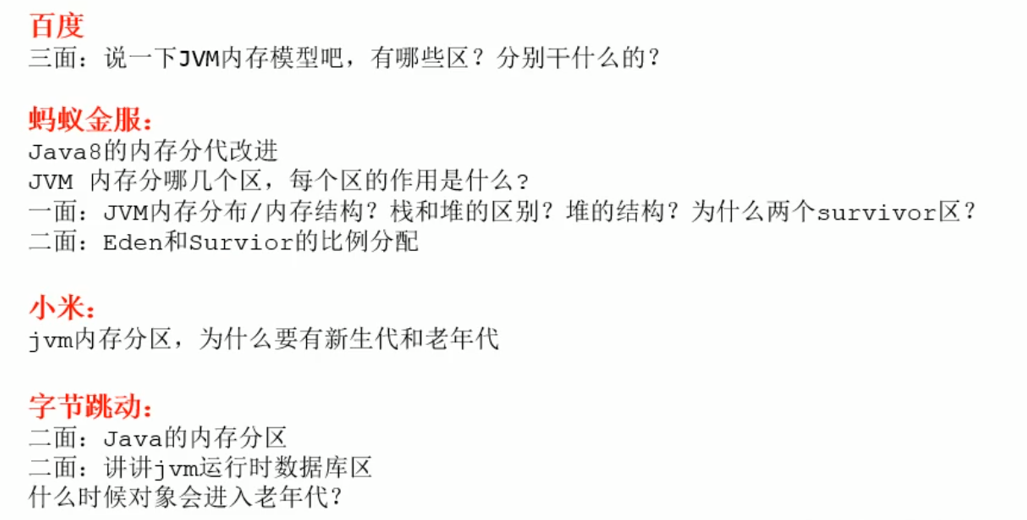 百度
三面：说一下JVM内存模型吧，有哪些区？分别干什么的？
蚂蚁金服：
Java8的内存分代改进
JVM 内存分哪几个区，每个区的作用是什么?
一面：JVM内存分布/内存结构？栈和堆的区别？堆的结构？为什么两个survivor区？
二面：Eden和Survior的比例分配
小米：
jvm内存分区，为什么要有新生代和老年代
字节跳动：
二面：Java的内存分区
二面：讲讲jvm运行时数据库区
什么时候对象会进入老年代？